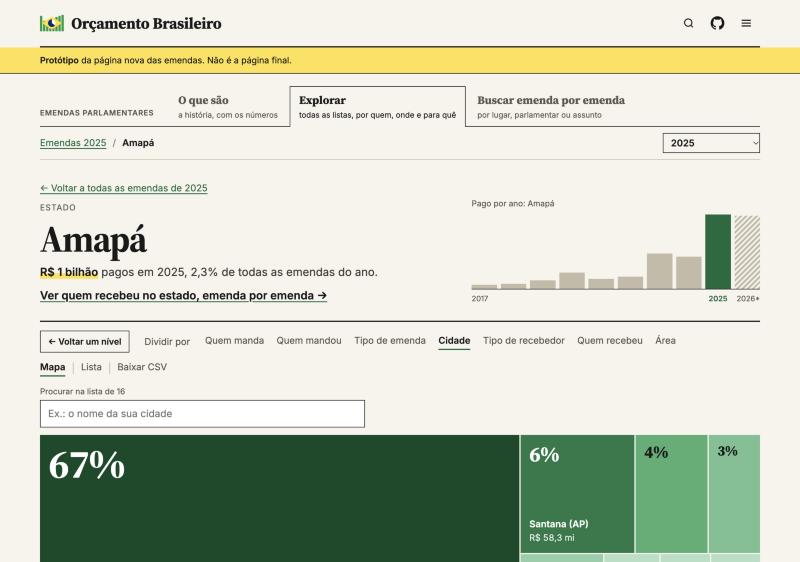 Orçamento Brasileiro
Protótipo da página nova das emendas. Não é a página final.
EMENDAS PARLAMENTARES
O que são
a história, com os números
Explorar
todas as listas, por quem, onde e para quê
Buscar emenda por emenda
por lugar, parlamentar ou assunto
Emendas 2025 / Amapá
2025
← Voltar a todas as emendas de 2025
ESTADO
Amapá
R$ 1 bilhão pagos em 2025, 2,3% de todas as emendas do ano.
Ver quem recebeu no estado, emenda por emenda →
Pago por ano: Amapá
2017 2025 2026*
← Voltar um nível Dividir por Quem manda Quem mandou Tipo de emenda Cidade Tipo de recebedor Quem recebeu Área
Mapa | Lista | Baixar CSV
Procurar na lista de 16
Ex.: o nome da sua cidade
67% 6% 4% 3%
Santana (AP)
R$ 58,3 mi